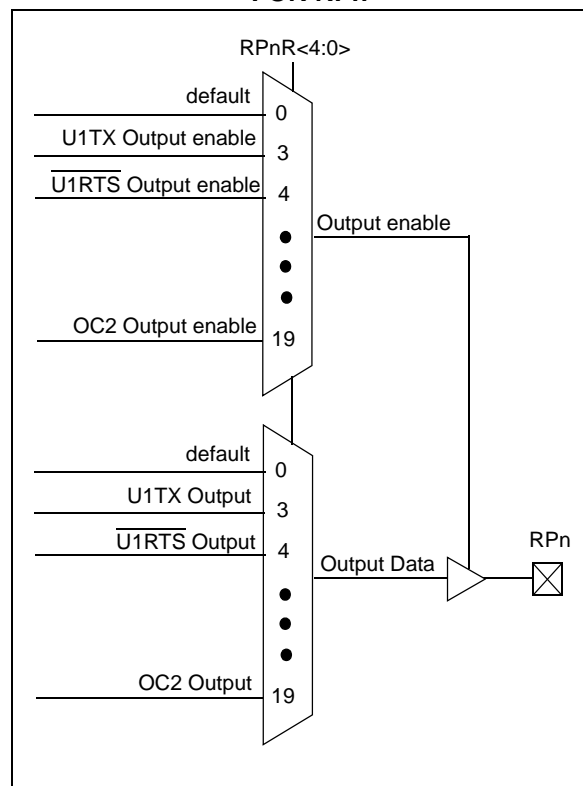 RPnR<4:0>
default
0
U1TX Output enable
3
U1RTS Output enable
4
Output enable
OC2 Output enable
19
default
0
U1TX Output
3
U1RTS Output
4
RPn
Output Data
OC2 Output
19